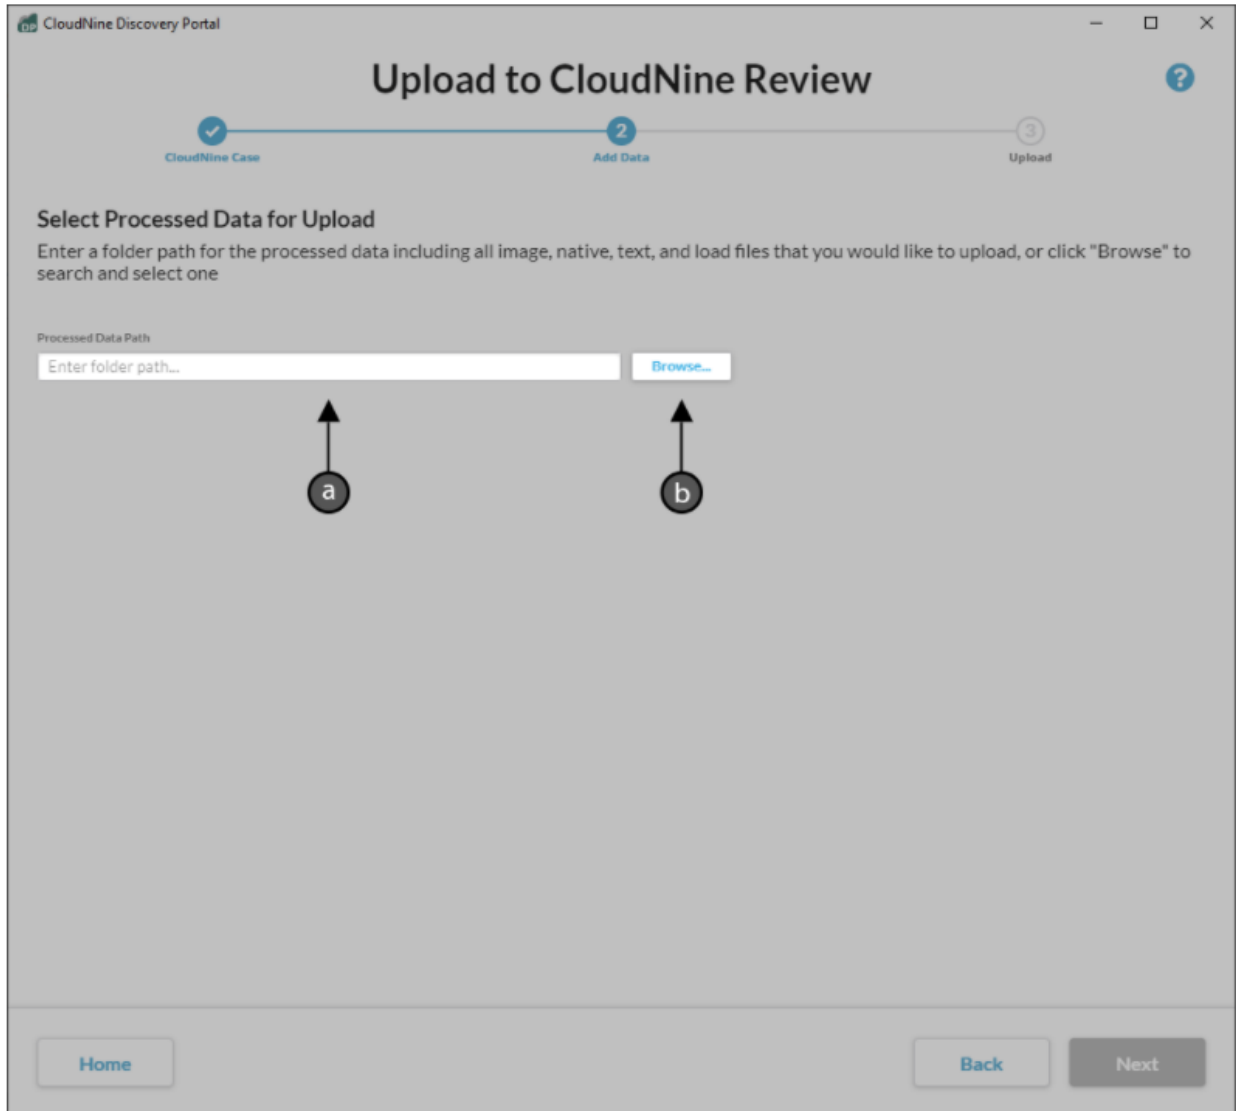 CloudNine Discovery Portal
Upload to CloudNine Review
?
2
3
CloudNine Case
Add Data
Upload
Select Processed Data for Upload
Enter a folder path for the processed data including all image, native, text, and load files that you would like to upload, or click "Browse" to
search and select one
Processed Data Path
Enter folder path...
Browse...
a
b
Home
Back
Next